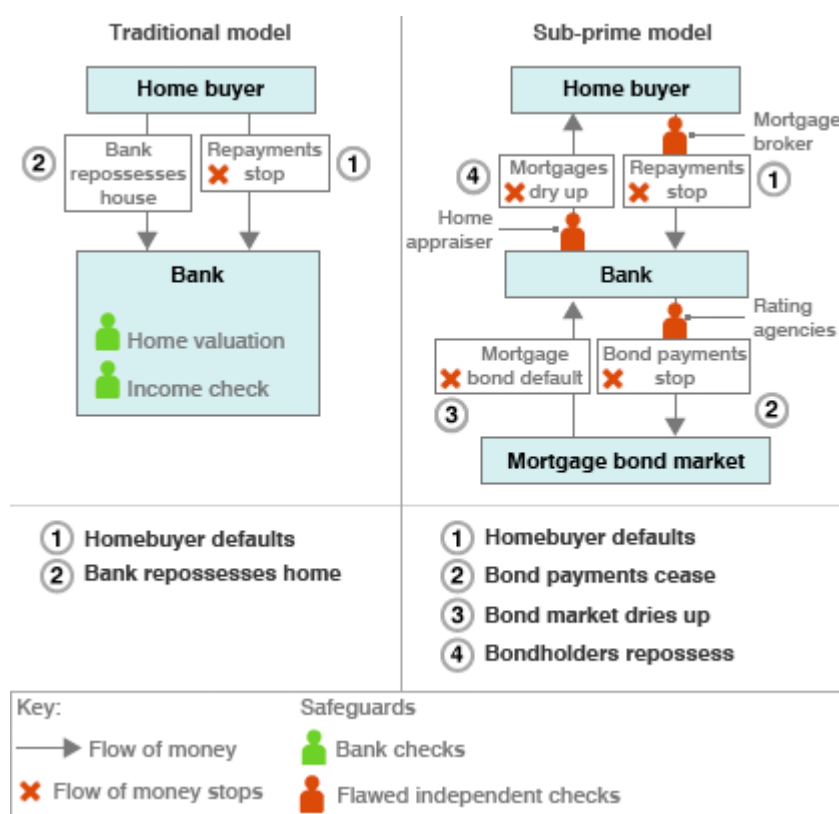 Traditional model
Home buyer
2
Bank
repossesses
house
Repayments
stop
1
Bank
Home valuation
Income check
1 Homebuyer defaults
2 Bank repossesses home
Sub-prime model
Home buyer
Mortgage
broker
4
Mortgages
dry up
Repayments
stop
1
Home
appraiser
Bank
Rating
agencies
Mortgage
bond default
3
Bond payments
stop
2
Mortgage bond market
1 Homebuyer defaults
2 Bond payments cease
3 Bond market dries up
4 Bondholders repossess
Key:
Flow of money
Flow of money stops
Safeguards
Bank checks
Flawed independent checks